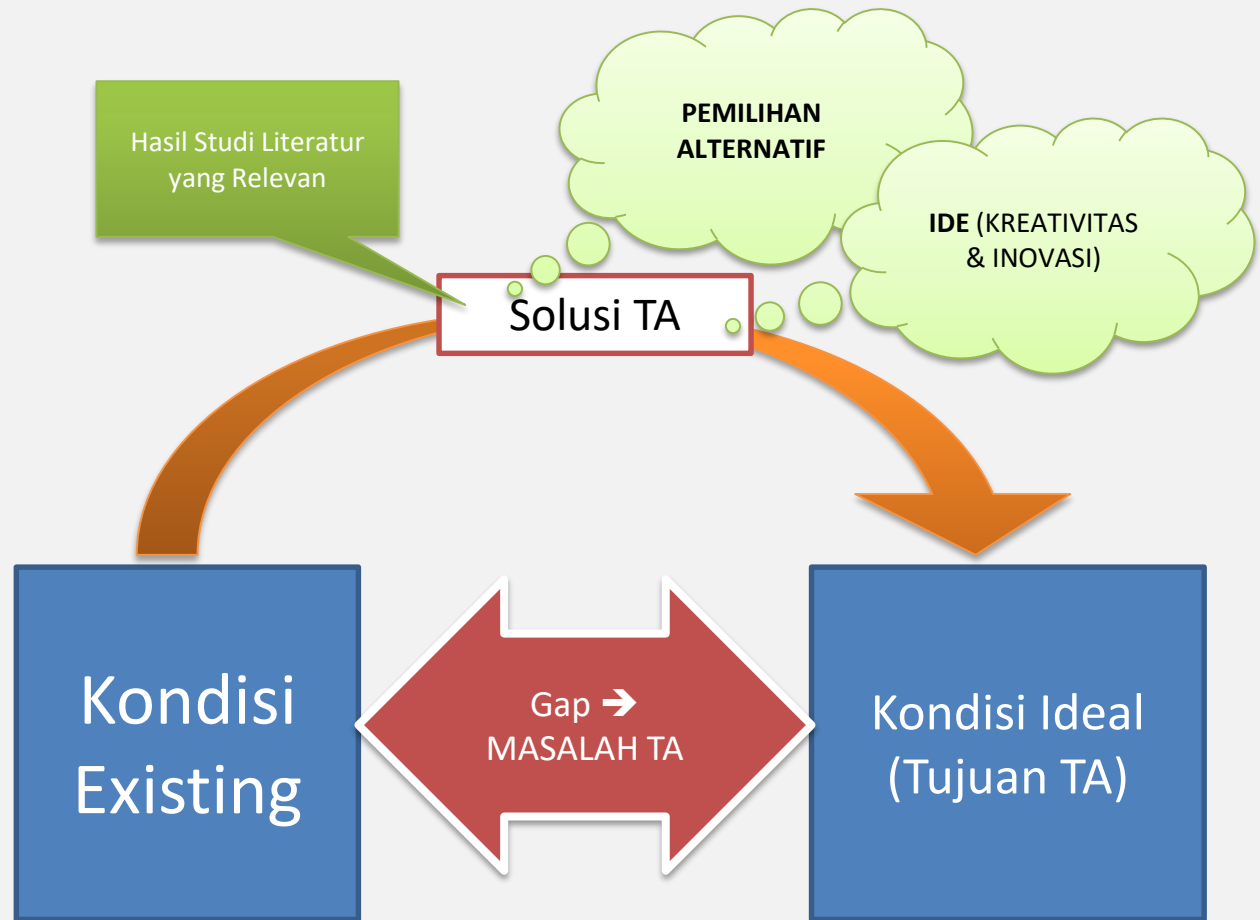 PEMILIHAN
ALTERNATIF
Hasil Studi Literatur
yang Relevan
IDE (KREATIVITAS
& INOVASI)
Solusi TA
Kondisi
Existing
Gap ➔
MASALAH TA
Kondisi Ideal
(Tujuan TA)